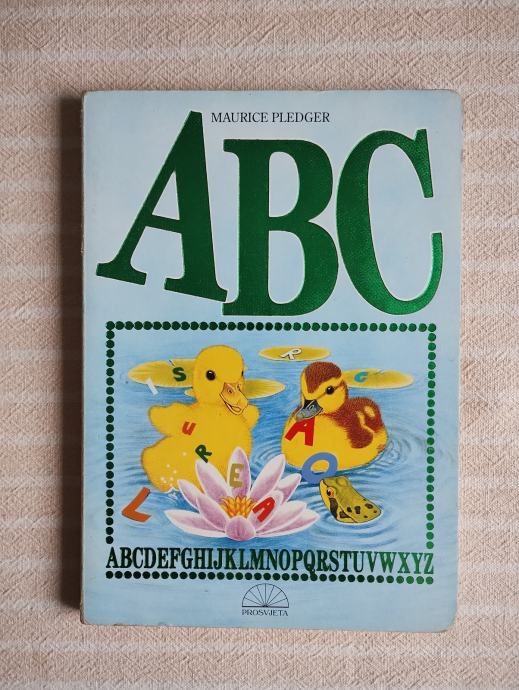 MAURICE PLEDGER
ABC
I S R G
U R E A A O
L
ABCDEFGHIJKLMNOPQRSTUVWXYZ
PROSVJETA